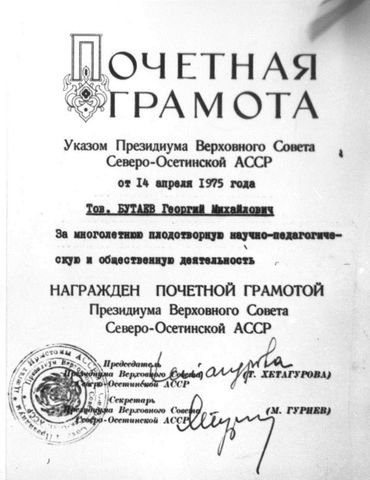 ПОЧЕТНАЯ
ГРАМОТА
Указом Президиума Верховного Совета
Северо-Осетинской АССР
от 14 апреля 1975 года
Тов. БУТАЕВ Георгий Михайлович
За многолетнюю плодотворную научно-педагогиче-
скую и общественную деятельность
НАГРАЖДЕН ПОЧЕТНОЙ ГРАМОТОЙ
Президиума Верховного Совета
Северо-Осетинской АССР
Председатель
Президиума Верховного Совета (Т. ХЕТАГУРОВА)
Северо-Осетинской АССР
Секретарь
Президиума Верховного Совета (М. ГУРИЕВ)
Северо-Осетинской АССР